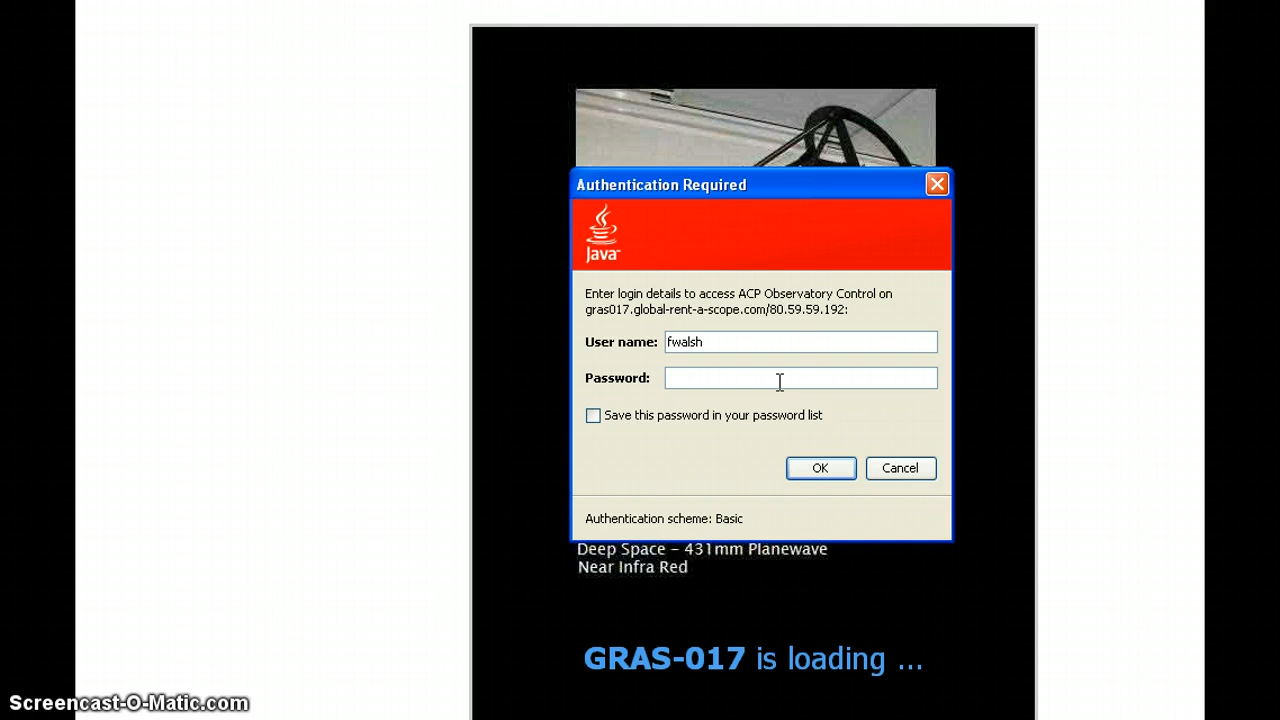 Authentication Required
Java
Enter login details to access ACP Observatory Control on
gras017.global-rent-a-scope.com/80.59.59.192:
User name: fwalsh
Password:
Save this password in your password list
OK Cancel
Authentication scheme: Basic
Deep Space - 431mm Planewave
Near Infra Red
GRAS-017 is loading ...
Screencast-O-Matic.com